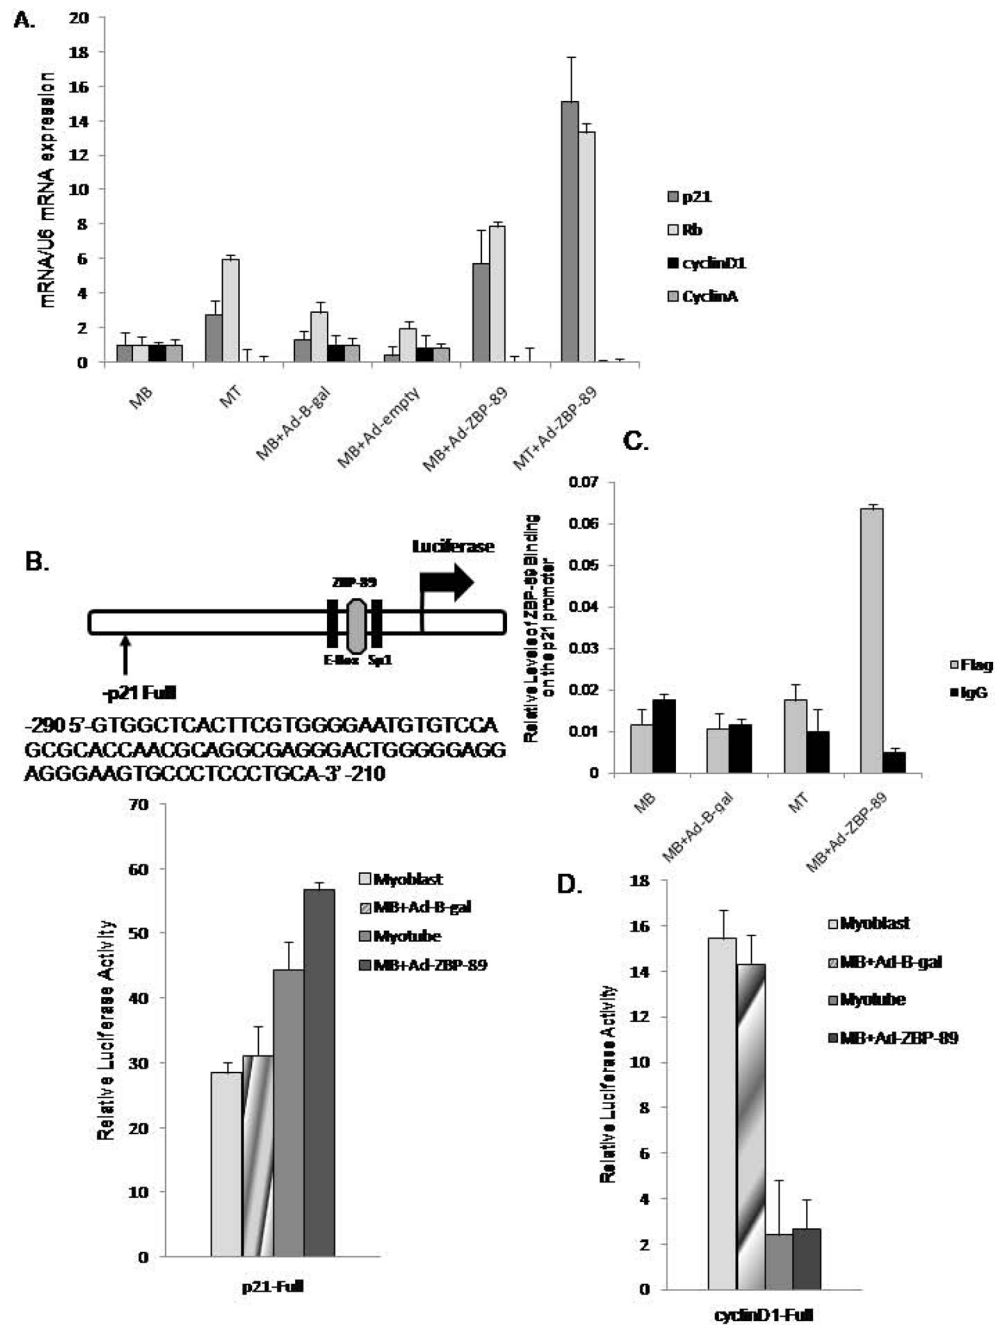 A.
mRNA/U6 mRNA expression
20
18
16
14
12
10
8
6
4
2
0
MB
MT
MB+Ad-B-gal
MB+Ad-empty
MB+Ad-ZBP-89
MT+Ad-ZBP-89
p21
Rb
cyclinD1
CyclinA
B.
Luciferase
ZBP-89
E-Box
Sp1
-p21 Full
-290 5'-GTGGCTCACTTCGTGGGGAATGTGTCCA
GCGCACCAACGCAGGCGAGGGACTGGGGGAGG
AGGGAAGTGCCCTCCCTGCA-3' -210
Relative Luciferase Activity
70
60
50
40
30
20
10
0
p21-Full
Myoblast
MB+Ad-B-gal
Myotube
MB+Ad-ZBP-89
C.
Relative Levels of ZBP-89 Binding
on the p21 promoter
0.07
0.06
0.05
0.04
0.03
0.02
0.01
0
MB
MB+Ad-B-gal
MT
MB+Ad-ZBP-89
Flag
IgG
D.
Relative Luciferase Activity
18
16
14
12
10
8
6
4
2
0
cyclinD1-Full
Myoblast
MB+Ad-B-gal
Myotube
MB+Ad-ZBP-89